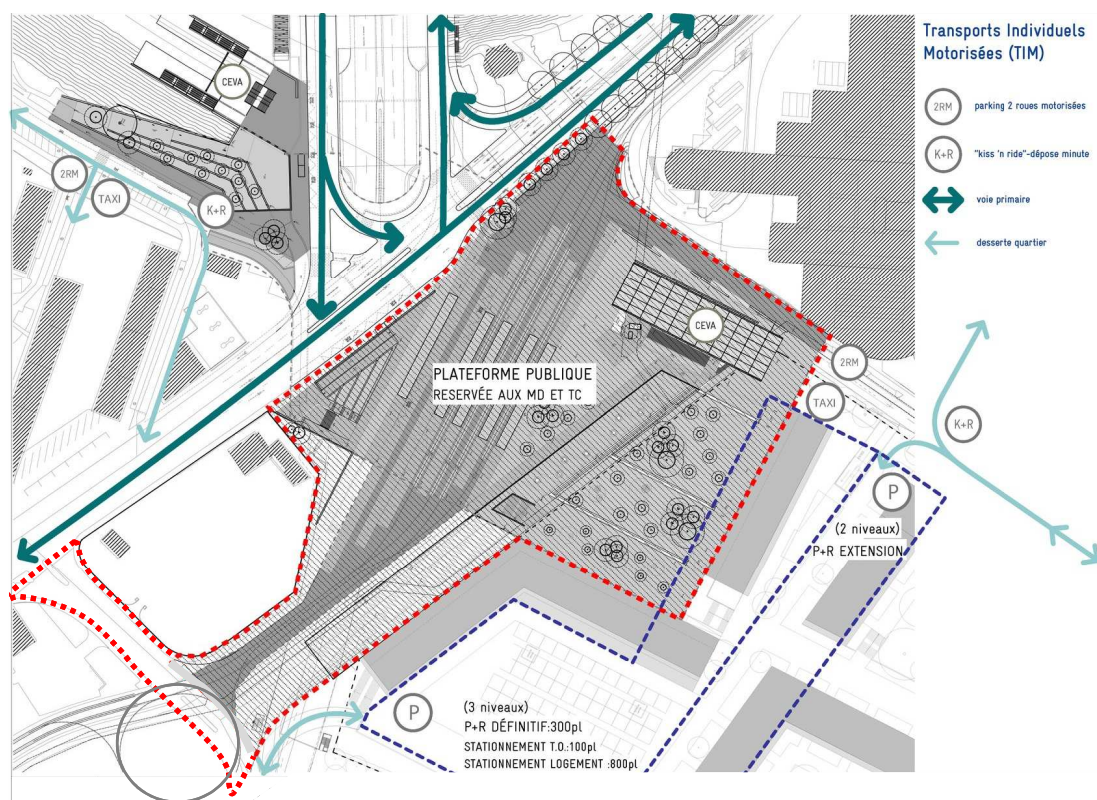 Transports Individuels
Motorisées (TIM)
2RM
parking 2 roues motorisées
K+R
"kiss 'n ride"-dépose minute
voie primaire
desserte quartier
CEVA
2RM
TAXI
K+R
CEVA
PLATEFORME PUBLIQUE
RESERVÉE AUX MD ET TC
2RM
TAXI
K+R
P
(2 niveaux)
P+R EXTENSION
P
(3 niveaux)
P+R DÉFINITIF:300pl
STATIONNEMENT T.O.:100pl
STATIONNEMENT LOGEMENT :800pl